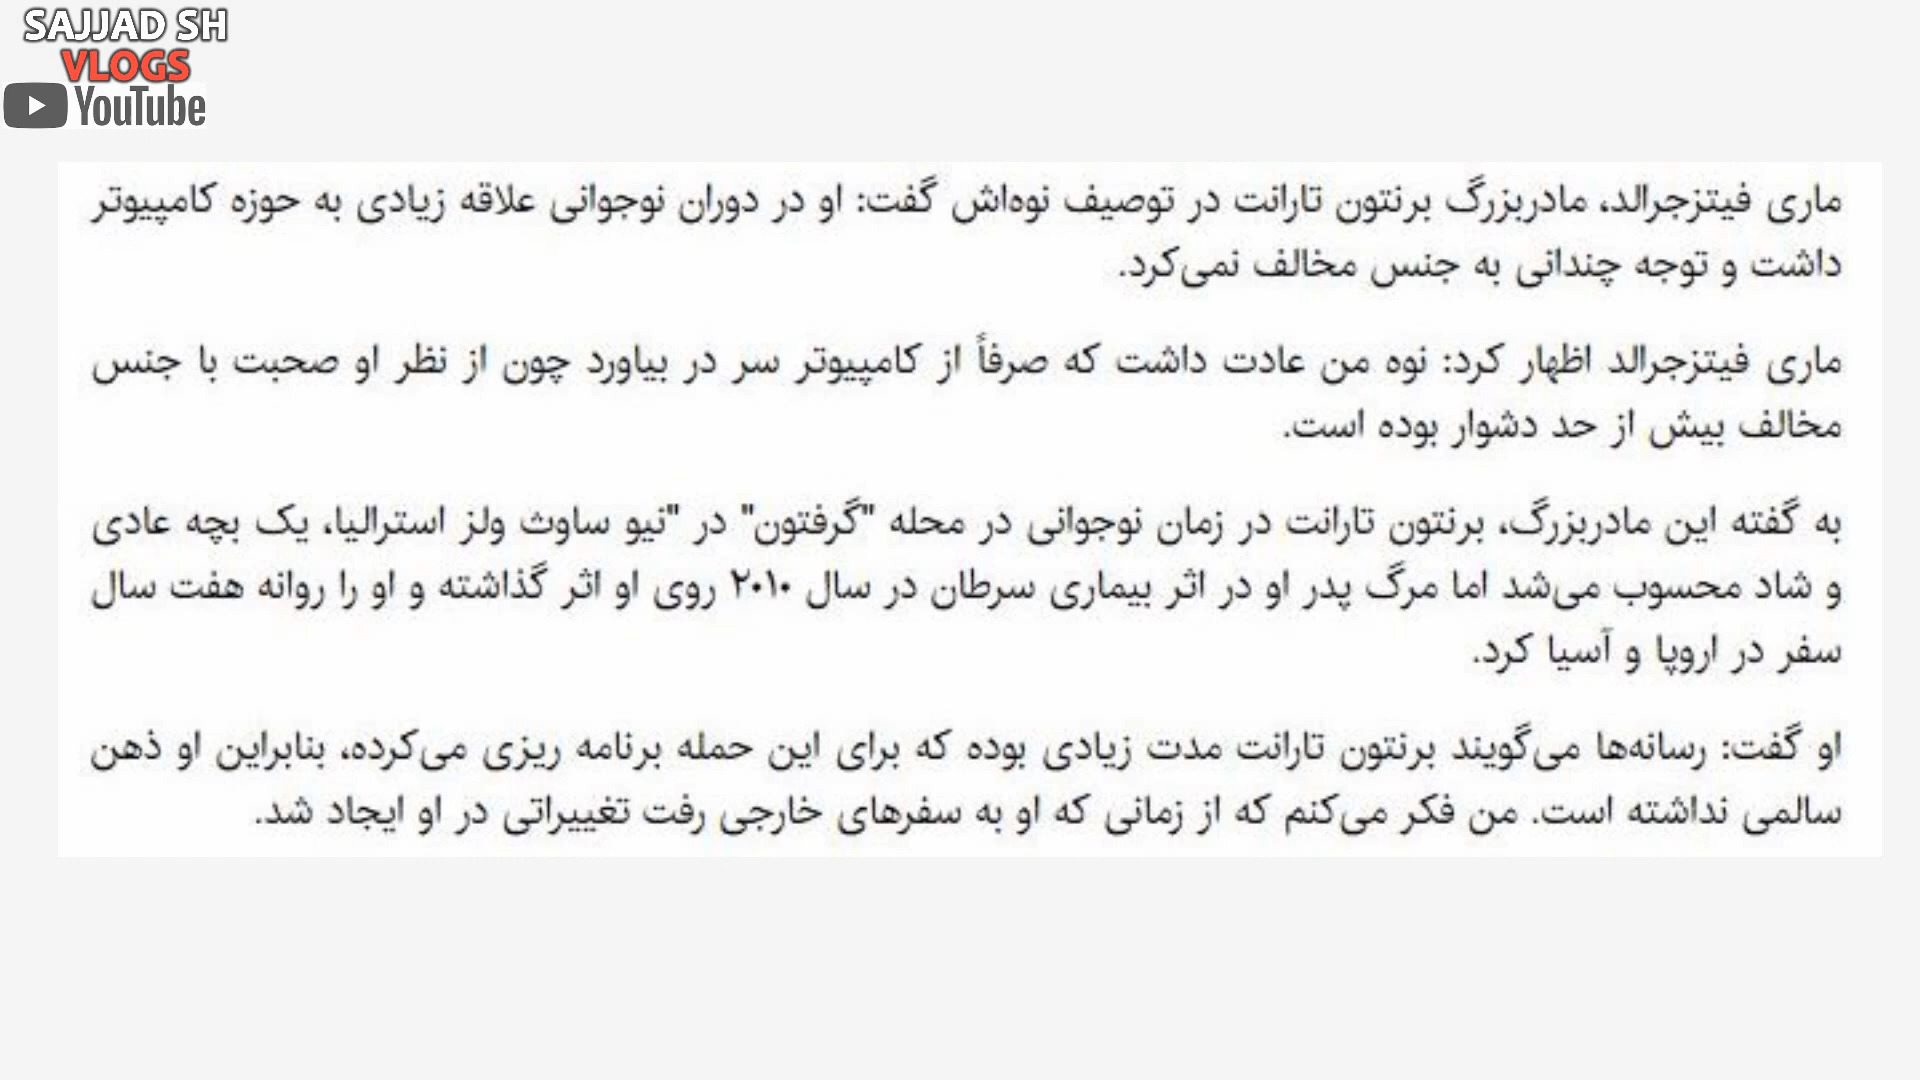 SAJJAD SH
VLOGS
YouTube
ماری فیتزجرالد، مادربزرگ برنتون تارانت در توصیف نوه‌اش گفت: او در دوران نوجوانی علاقه زیادی به حوزه کامپیوتر
داشت و توجه چندانی به جنس مخالف نمی‌کرد.
ماری فیتزجرالد اظهار کرد: نوه من عادت داشت که صرفاً از کامپیوتر سر در بیاورد چون از نظر او صحبت با جنس
مخالف بیش از حد دشوار بوده است.
به گفته این مادربزرگ، برنتون تارانت در زمان نوجوانی در محله "گرفتون" در "نیو ساوث ولز استرالیا، یک بچه عادی
و شاد محسوب می‌شد اما مرگ پدر او در اثر بیماری سرطان در سال ۲۰۱۰ روی او اثر گذاشته و او را روانه هفت سال
سفر در اروپا و آسیا کرد.
او گفت: رسانه‌ها می‌گویند برنتون تارانت مدت زیادی بوده که برای این حمله برنامه ریزی می‌کرده، بنابراین او ذهن
سالمی نداشته است. من فکر می‌کنم که از زمانی که او به سفرهای خارجی رفت تغییراتی در او ایجاد شد.